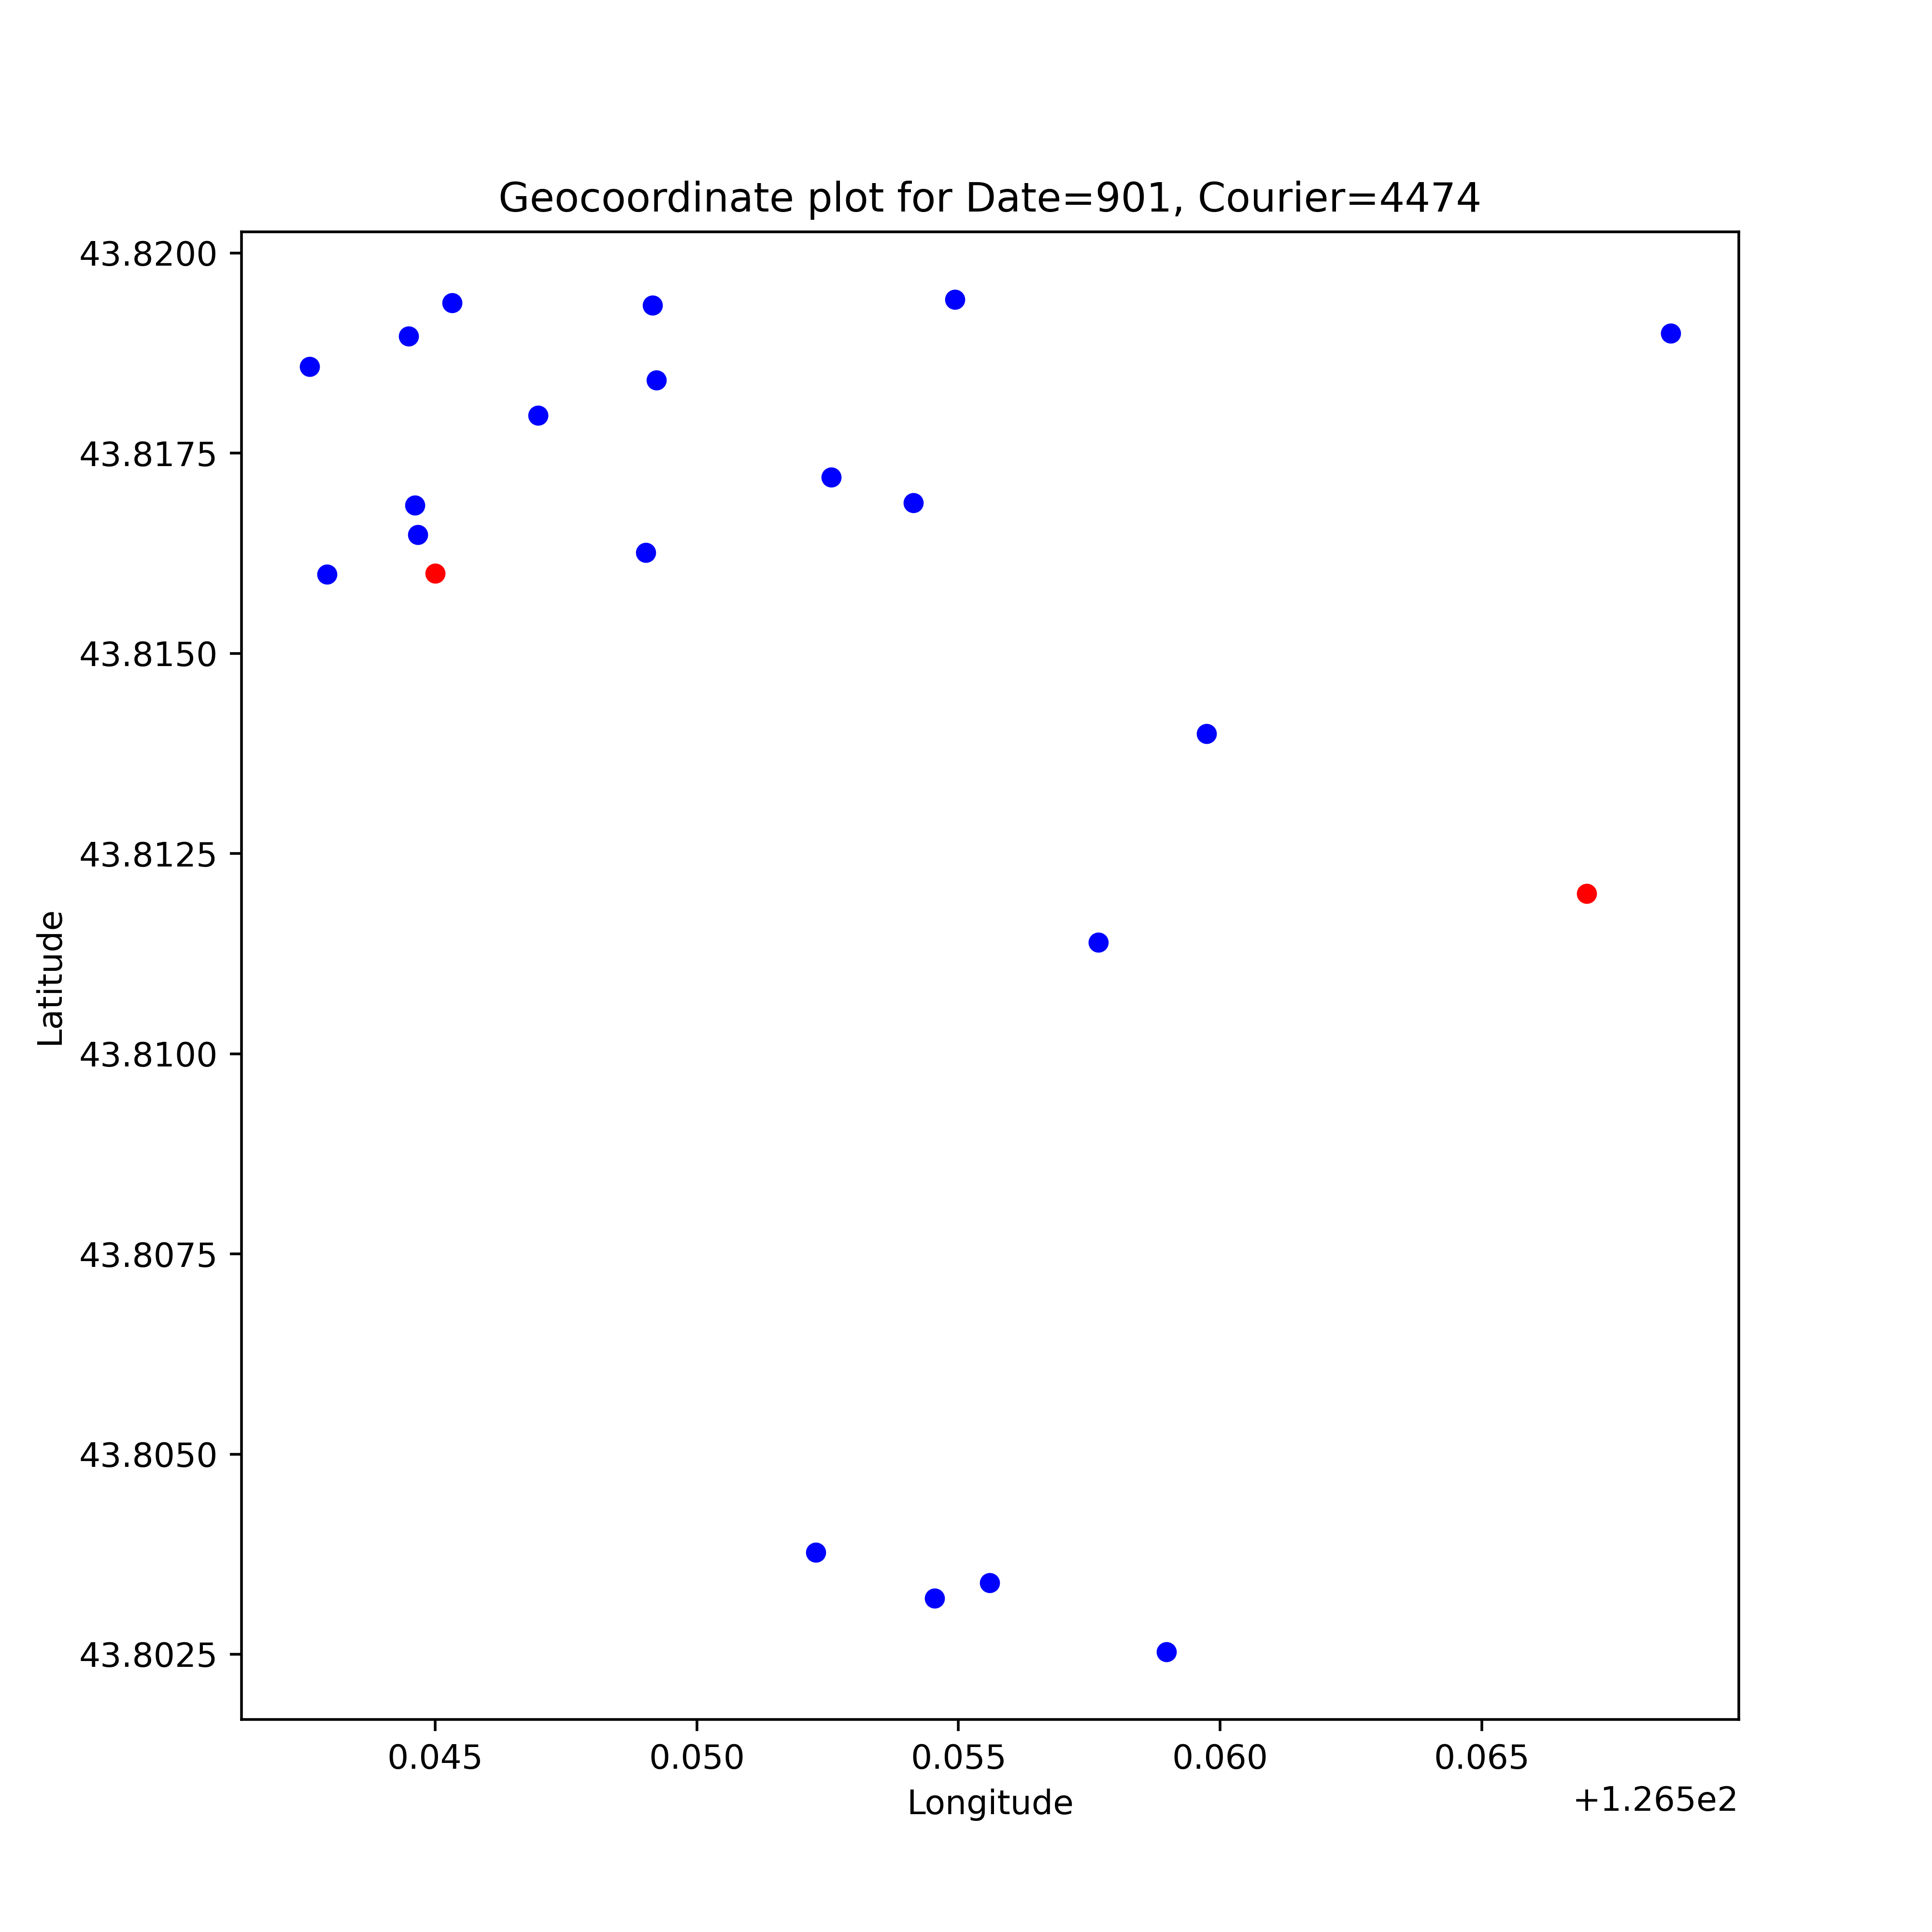 Geocoordinate plot for Date=901, Courier=4474
43.8200
43.8175
43.8150
43.8125
43.8100
43.8075
43.8050
43.8025
Latitude
0.045 0.050 0.055 0.060 0.065
Longitude
+1.265e2